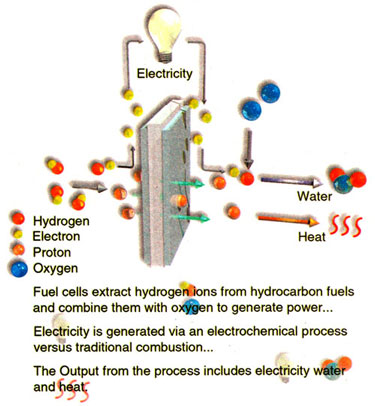 Electricity
Water
Heat
Hydrogen
Electron
Proton
Oxygen
Fuel cells extract hydrogen ions from hydrocarbon fuels
and combine them with oxygen to generate power...
Electricity is generated via an electrochemical process
versus traditional combustion...
The Output from the process includes electricity water
and heat.